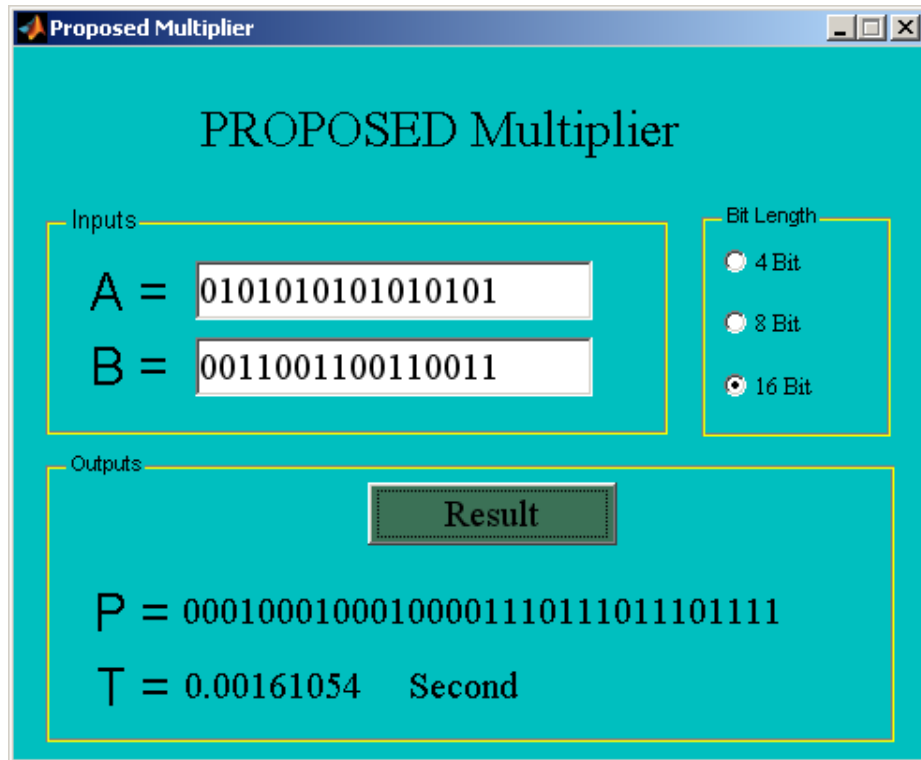 Proposed Multiplier
PROPOSED Multiplier
Inputs
A = 0101010101010101
B = 0011001100110011
Bit Length
4 Bit
8 Bit
16 Bit
Outputs
Result
P = 00010001000100001110111011101111
T = 0.00161054 Second